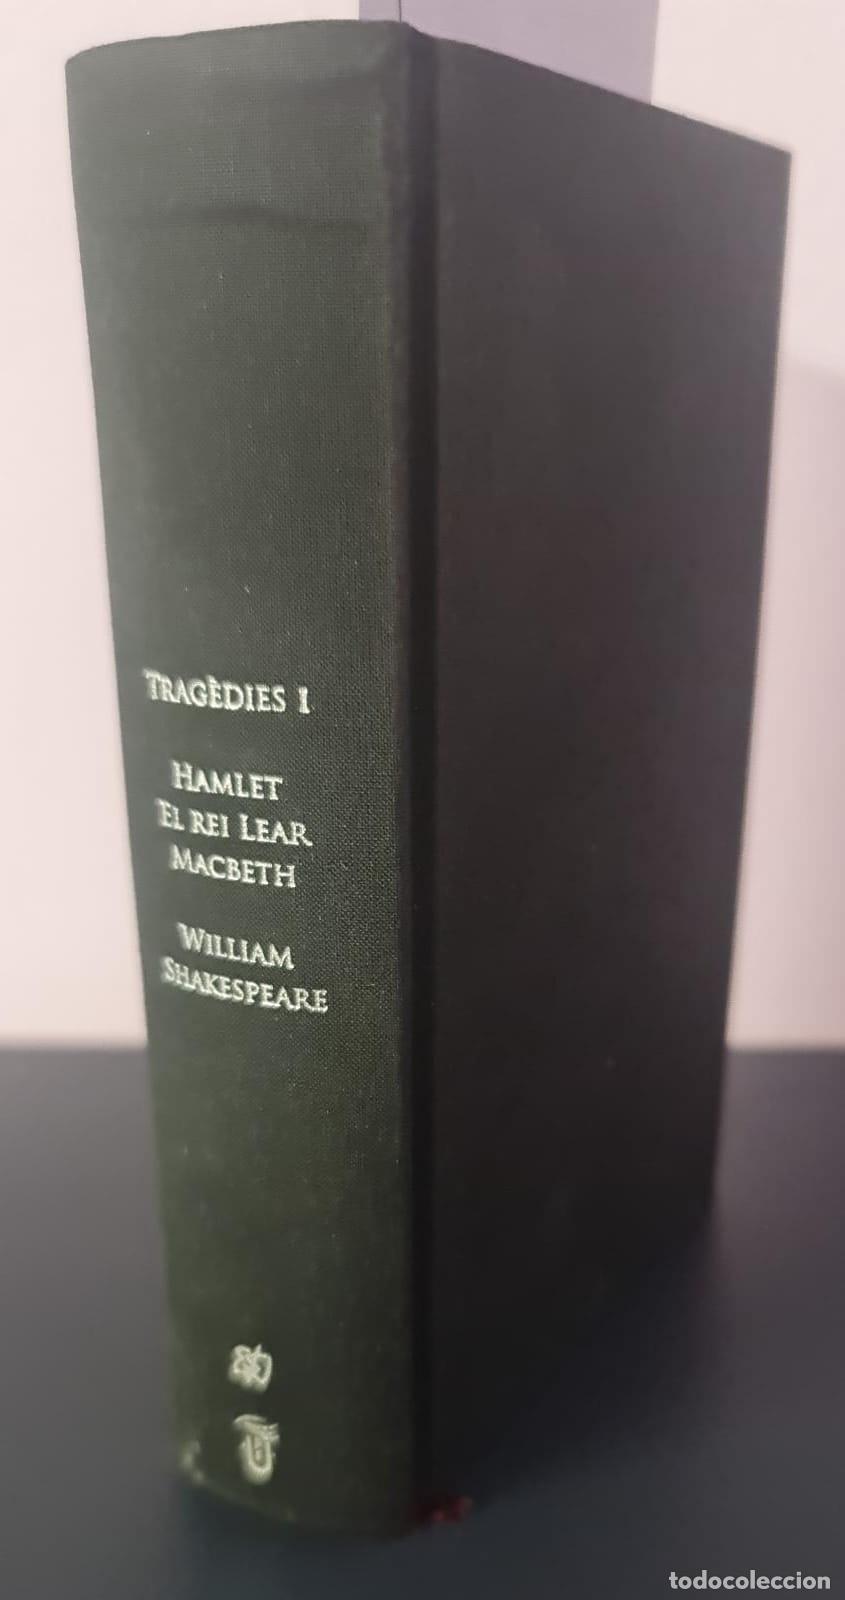 Tragèdies I
Hamlet
El rei Lear
Macbeth
William
Shakespeare
todocoleccion